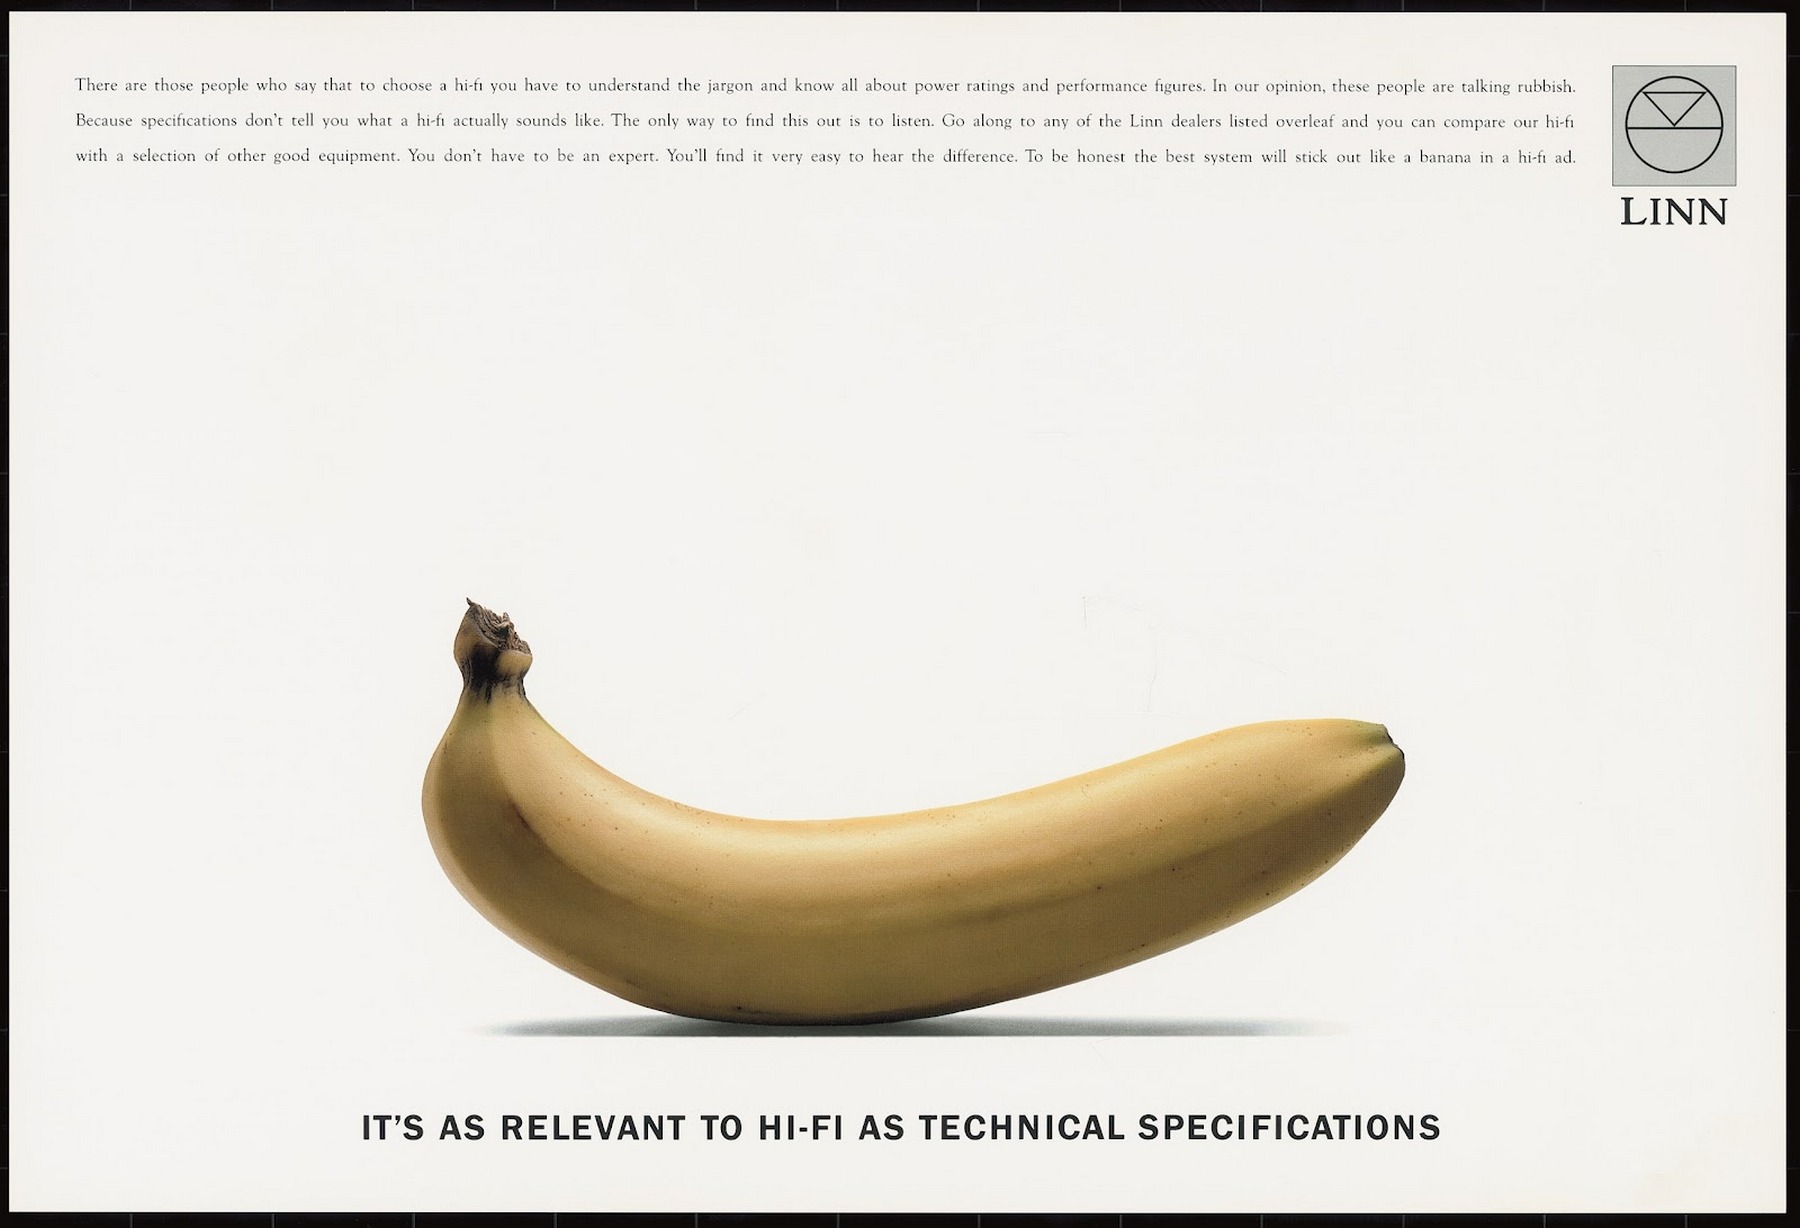 There are those people who say that to choose a hi-fi you have to understand the jargon and know all about power ratings and performance figures. In our opinion, these people are talking rubbish.
Because specifications don't tell you what a hi-fi actually sounds like. The only way to find this out is to listen. Go along to any of the Linn dealers listed overleaf and you can compare our hi-fi
with a selection of other good equipment. You don't have to be an expert. You'll find it very easy to hear the difference. To be honest the best system will stick out like a banana in a hi-fi ad.
LINN
IT'S AS RELEVANT TO HI-FI AS TECHNICAL SPECIFICATIONS